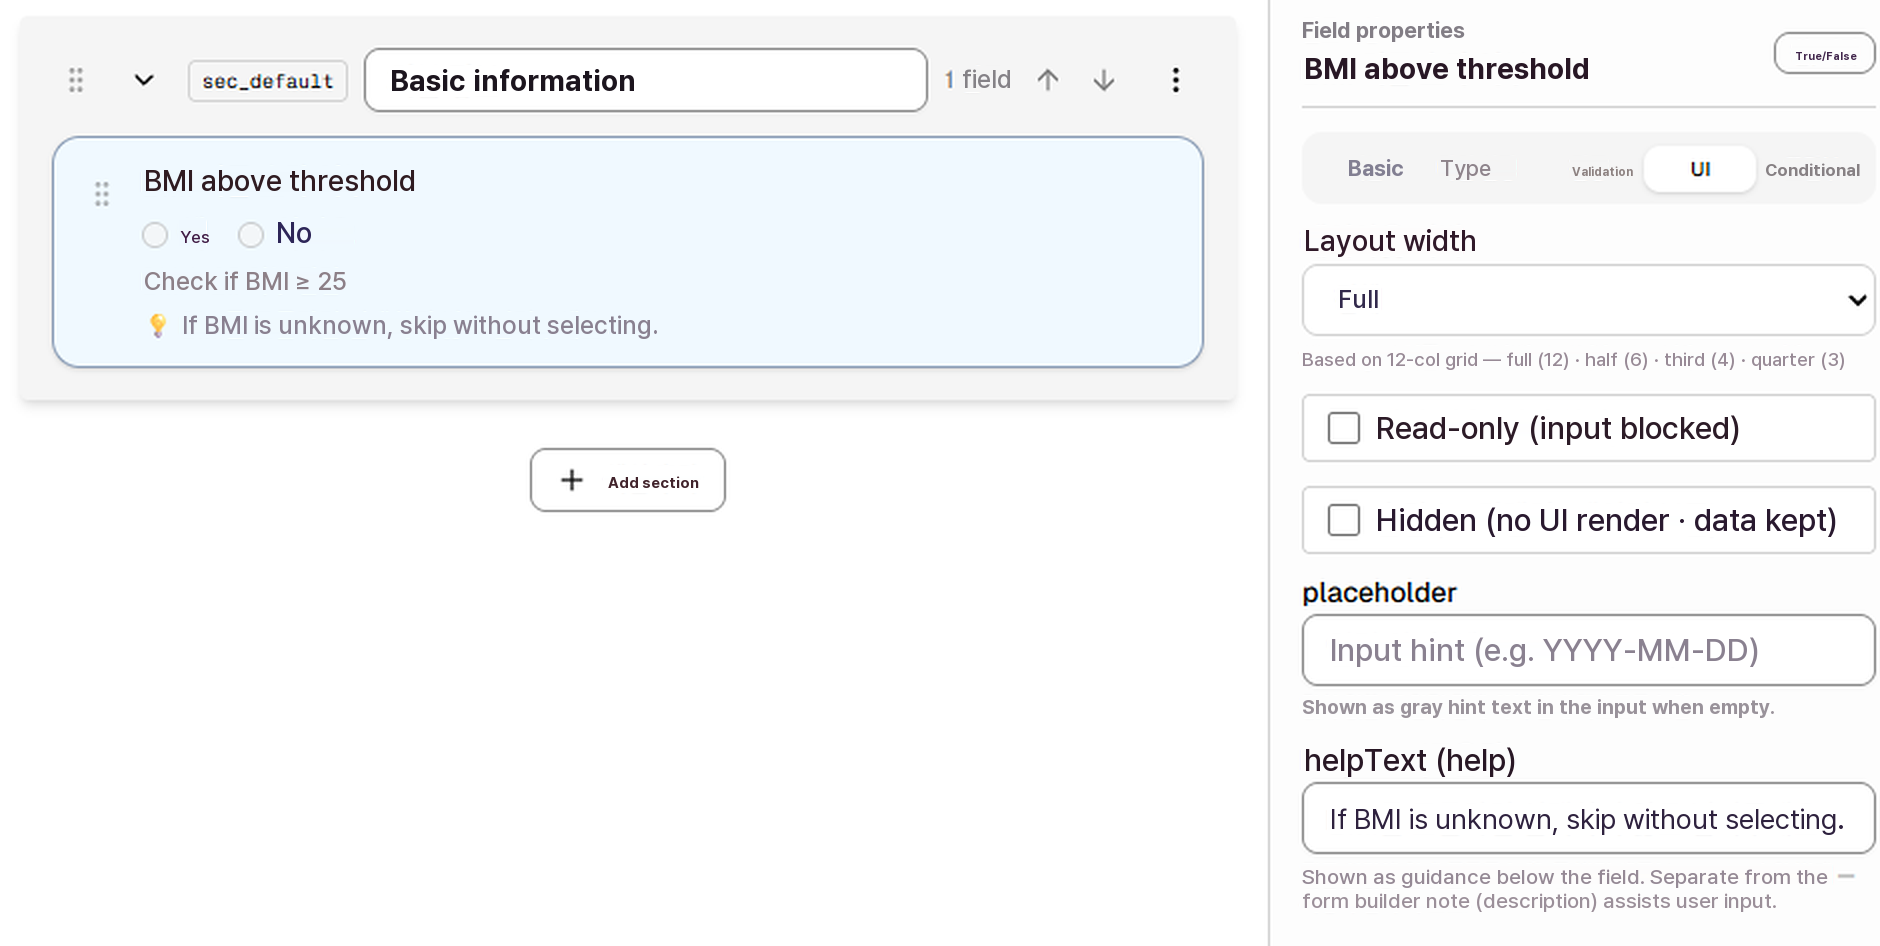 sec_default
Basic information
1 field
BMI above threshold
Yes
No
Check if BMI ≥ 25
If BMI is unknown, skip without selecting.
Add section
Field properties
BMI above threshold
True/False
Basic
Type
Validation
UI
Conditional
Layout width
Full
Based on 12-col grid — full (12) · half (6) · third (4) · quarter (3)
Read-only (input blocked)
Hidden (no UI render · data kept)
placeholder
Input hint (e.g. YYYY-MM-DD)
Shown as gray hint text in the input when empty.
helpText (help)
If BMI is unknown, skip without selecting.
Shown as guidance below the field. Separate from the —
form builder note (description) assists user input.